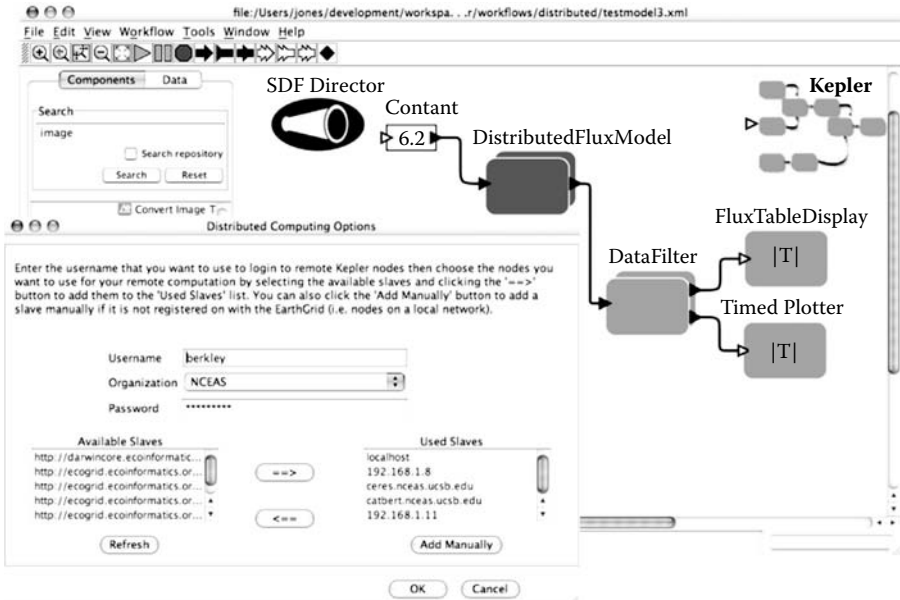 file:/Users/jones/development/workspa. . .r/workflows/distributed/testmodel3.xml
File Edit View Workflow Tools Window Help
Components Data
Search
image
Search repository
Search Reset
Convert Image T
SDF Director
Contant
6.2
DistributedFluxModel
Kepler
FluxTableDisplay
|T|
DataFilter
Timed Plotter
|T|
Distributed Computing Options
Enter the username that you want to use to login to remote Kepler nodes then choose the nodes you
want to use for your remote computation by selecting the available slaves and clicking the '==>'
button to add them to the 'Used Slaves' list. You can also click the 'Add Manually' button to add a
slave manually if it is not registered on with the EarthGrid (i.e. nodes on a local network).
Username berkley
Organization NCEAS
Password *********
Available Slaves
http://darwincore.ecoinformatic...
http://ecogrid.ecoinformatics.or...
http://ecogrid.ecoinformatics.or...
http://ecogrid.ecoinformatics.or...
http://ecogrid.ecoinformatics.or...
Refresh
==>
<==
Used Slaves
localhost
192.168.1.8
ceres.nceas.ucsb.edu
catbert.nceas.ucsb.edu
192.168.1.11
Add Manually
OK Cancel